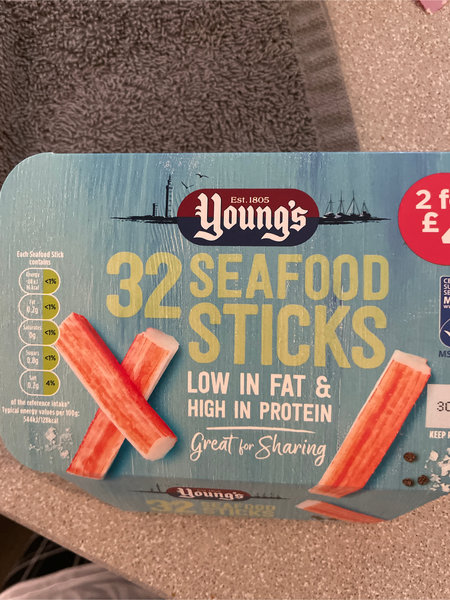 Est. 1805
Young's
2 f
£
Each Seafood Stick
contains
Energy
<1%
Fat
0.2g
<1%
Saturates
0g
<1%
Sugars
0.8g
<1%
Salt
0.2g
4%
of the reference intake*
Typical energy values per 100g:
544kJ/128kcal
32 SEAFOOD
STICKS
LOW IN FAT &
HIGH IN PROTEIN
Great for Sharing
30
KEEP
Young's
32 SEAFOOD
STICKS